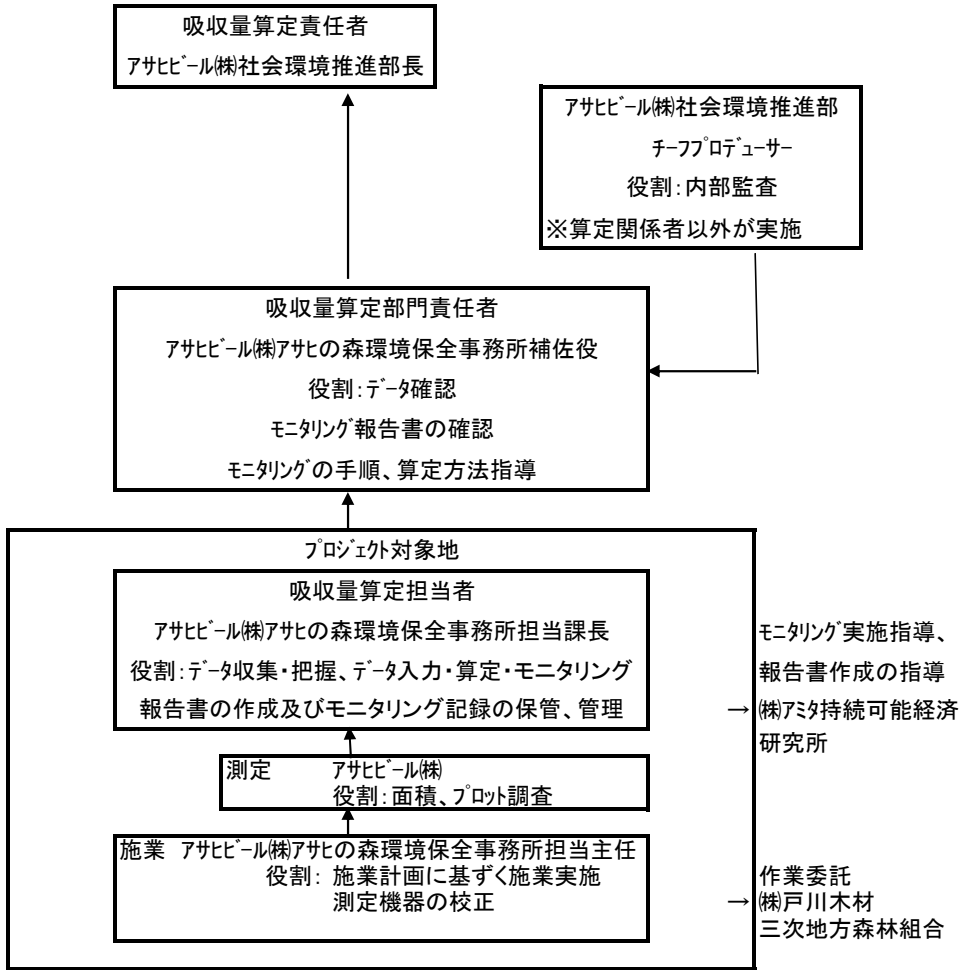 吸収量算定責任者
ｱｻﾋﾋﾞｰﾙ㈱社会環境推進部長
ｱｻﾋﾋﾞｰﾙ㈱社会環境推進部
ﾁｰﾌﾌﾟﾛﾃﾞｭｰｻｰ
役割：内部監査
※算定関係者以外が実施
吸収量算定部門責任者
ｱｻﾋﾋﾞｰﾙ㈱ｱｻﾋの森環境保全事務所補佐役
役割：ﾃﾞｰﾀ確認
ﾓﾆﾀﾘﾝｸﾞ報告書の確認
ﾓﾆﾀﾘﾝｸﾞの手順、算定方法指導
ﾌﾟﾛｼﾞｪｸﾄ対象地
吸収量算定担当者
ｱｻﾋﾋﾞｰﾙ㈱ｱｻﾋの森環境保全事務所担当課長
役割：ﾃﾞｰﾀ収集・把握、ﾃﾞｰﾀ入力・算定・ﾓﾆﾀﾘﾝｸﾞ
報告書の作成及びﾓﾆﾀﾘﾝｸﾞ記録の保管、管理
ﾓﾆﾀﾘﾝｸﾞ実施指導、
報告書作成の指導
→ ㈱ｱﾐﾀ持続可能経済
研究所
測定 ｱｻﾋﾋﾞｰﾙ㈱
役割：面積、ﾌﾟﾛｯﾄ調査
施業 ｱｻﾋﾋﾞｰﾙ㈱ｱｻﾋの森環境保全事務所担当主任
役割： 施業計画に基ずく施業実施
測定機器の校正
作業委託
→ ㈱戸川木材
三次地方森林組合